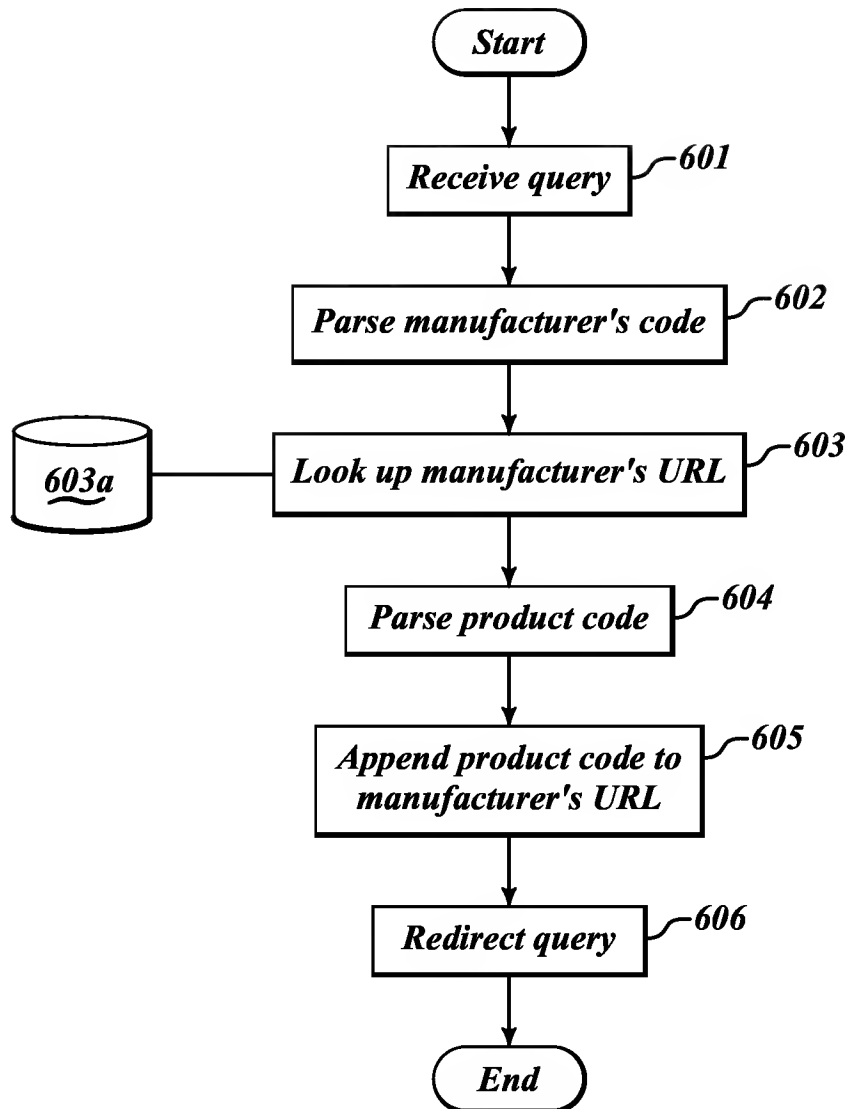 Start
601
Receive query
602
Parse manufacturer's code
603
603a
Look up manufacturer's URL
604
Parse product code
605
Append product code to
manufacturer's URL
606
Redirect query
End